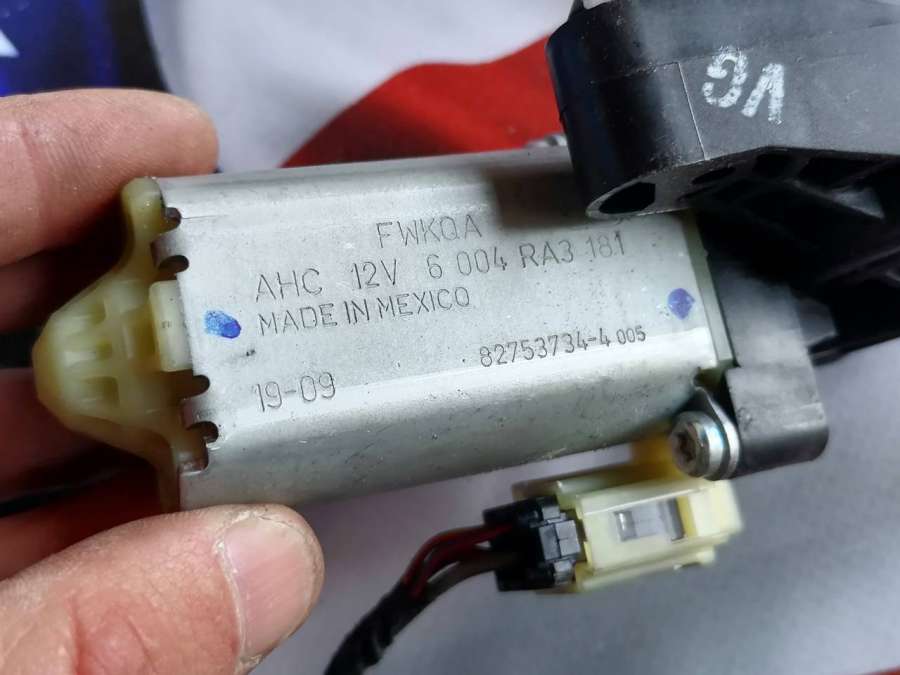 VG
FWKQA
AHC 12V 6 004 RA3 181
MADE IN MEXICO
82753734-4 005
19-09